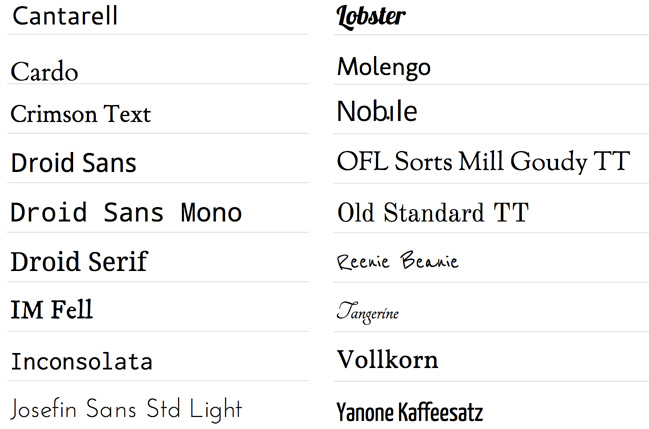 Cantarell
Cardo
Crimson Text
Droid Sans
Droid Sans Mono
Droid Serif
IM Fell
Inconsolata
Josefin Sans Std Light
Lobster
Molengo
Nobile
OFL Sorts Mill Goudy TT
Old Standard TT
Reenie Beanie
Tangerine
Vollkorn
Yanone Kaffeesatz